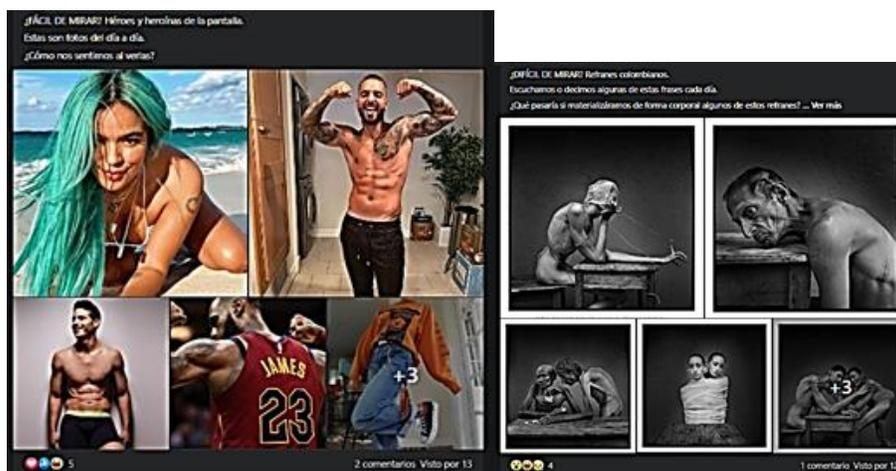 ¿FÁCIL DE MIRAR? Héroes y heroínas de la pantalla.
Estas son fotos del día a día.
¿Cómo nos sentimos al verlas?
JAMES
23
+3
5
2 comentarios Visto por 13
¿DIFÍCIL DE MIRAR? Refranes colombianos.
Escuchamos o decimos algunas de estas frases cada día.
¿Qué pasaría si materializáramos de forma corporal algunos de estos refranes? ... Ver más
+3
4
1 comentario Visto por